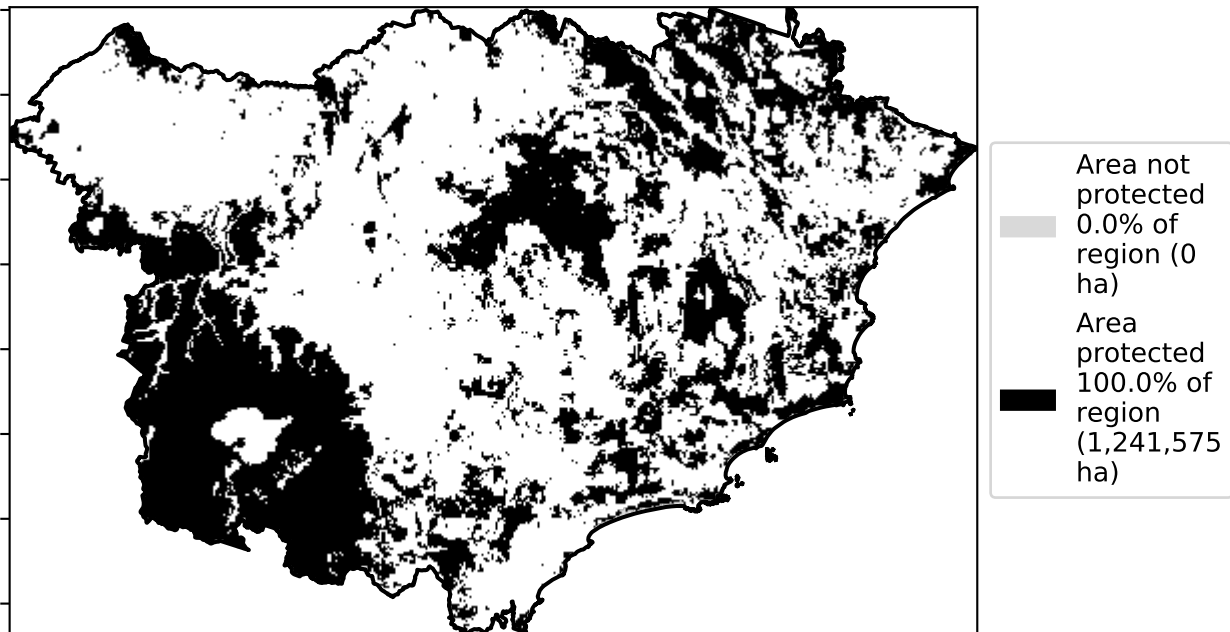 Area not
protected
0.0% of
region (0
ha)
Area
protected
100.0% of
region
(1,241,575
ha)